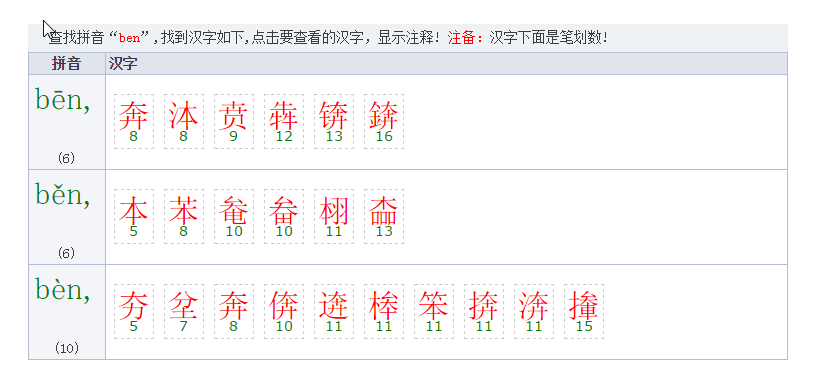 查找拼音“ben”,找到汉字如下,点击要查看的汉字，显示注释! 注备：汉字下面是笔划数!
拼音 汉字
bēn, 奔 泍 贲 犇 锛 錛
8 8 9 12 13 16
（6）
běn, 本 苯 奙 畚 栩 楍
5 8 10 10 11 13
（6）
bèn, 夯 坌 奔 倴 逩 桳 笨 捹 渀 撪
5 7 8 10 11 11 11 11 11 15
（10）